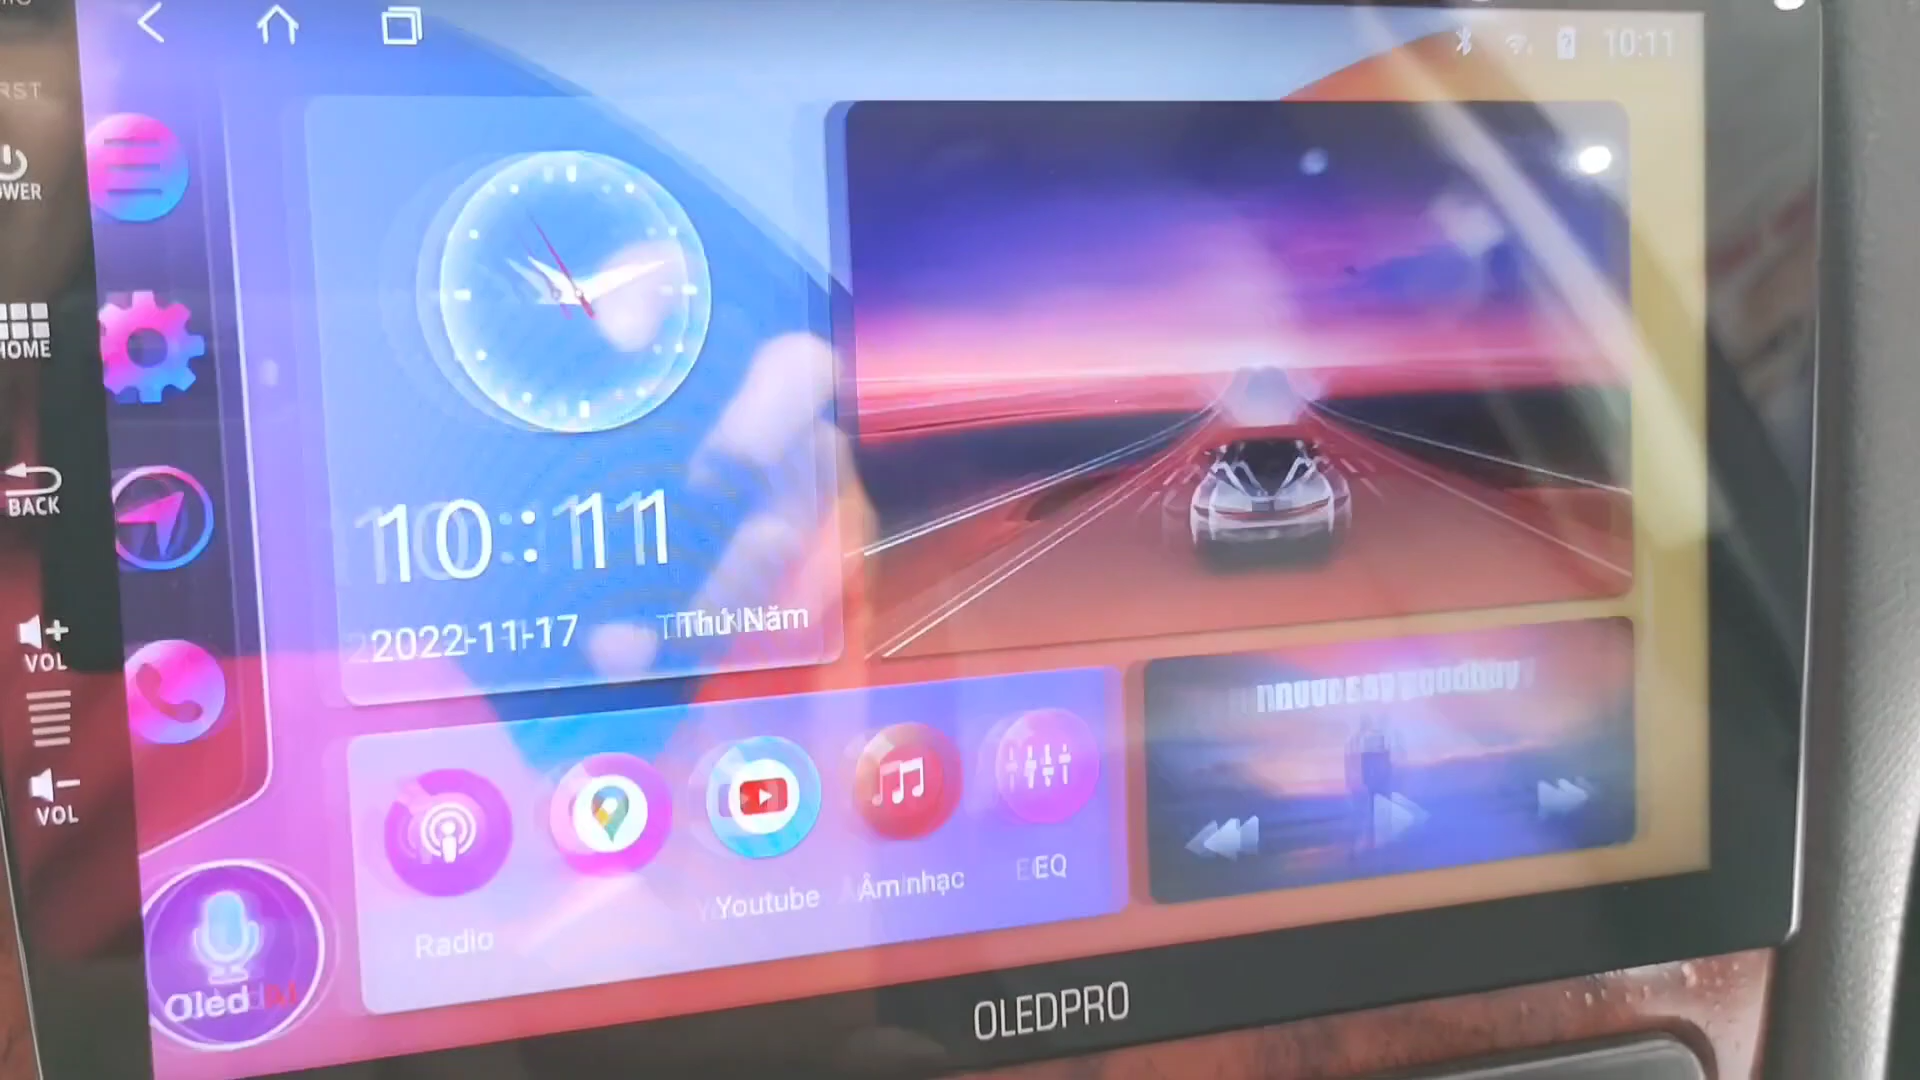 RST
10:11
POWER
HOME
BACK
VOL
VOL
10:11
2022-11-17
Thứ Năm
Radio
Youtube
Âm nhạc
EQ
Oled
OLEDPRO